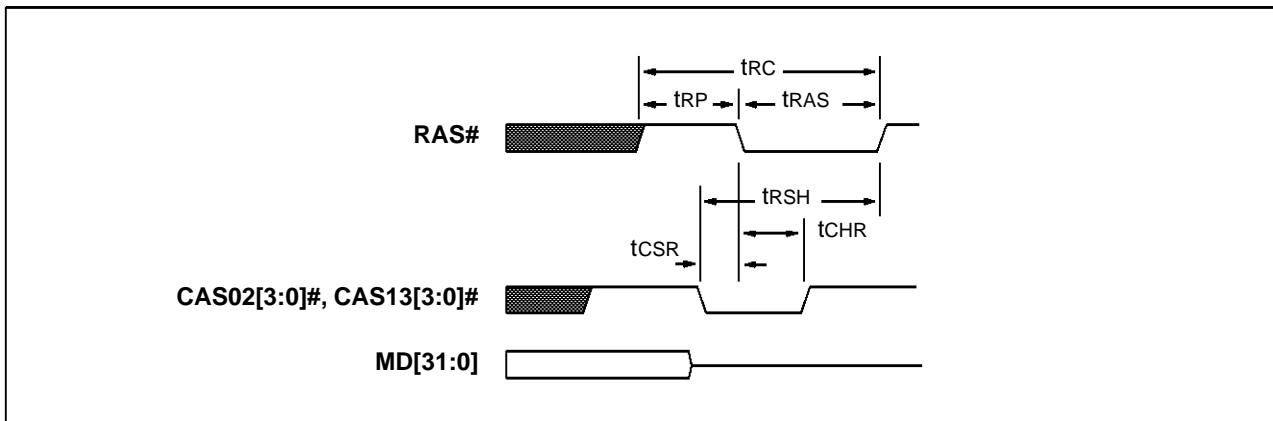 tRC
tRP
tRAS
RAS#
tRSH
tCHR
tCSR
CAS02[3:0]#, CAS13[3:0]#
MD[31:0]